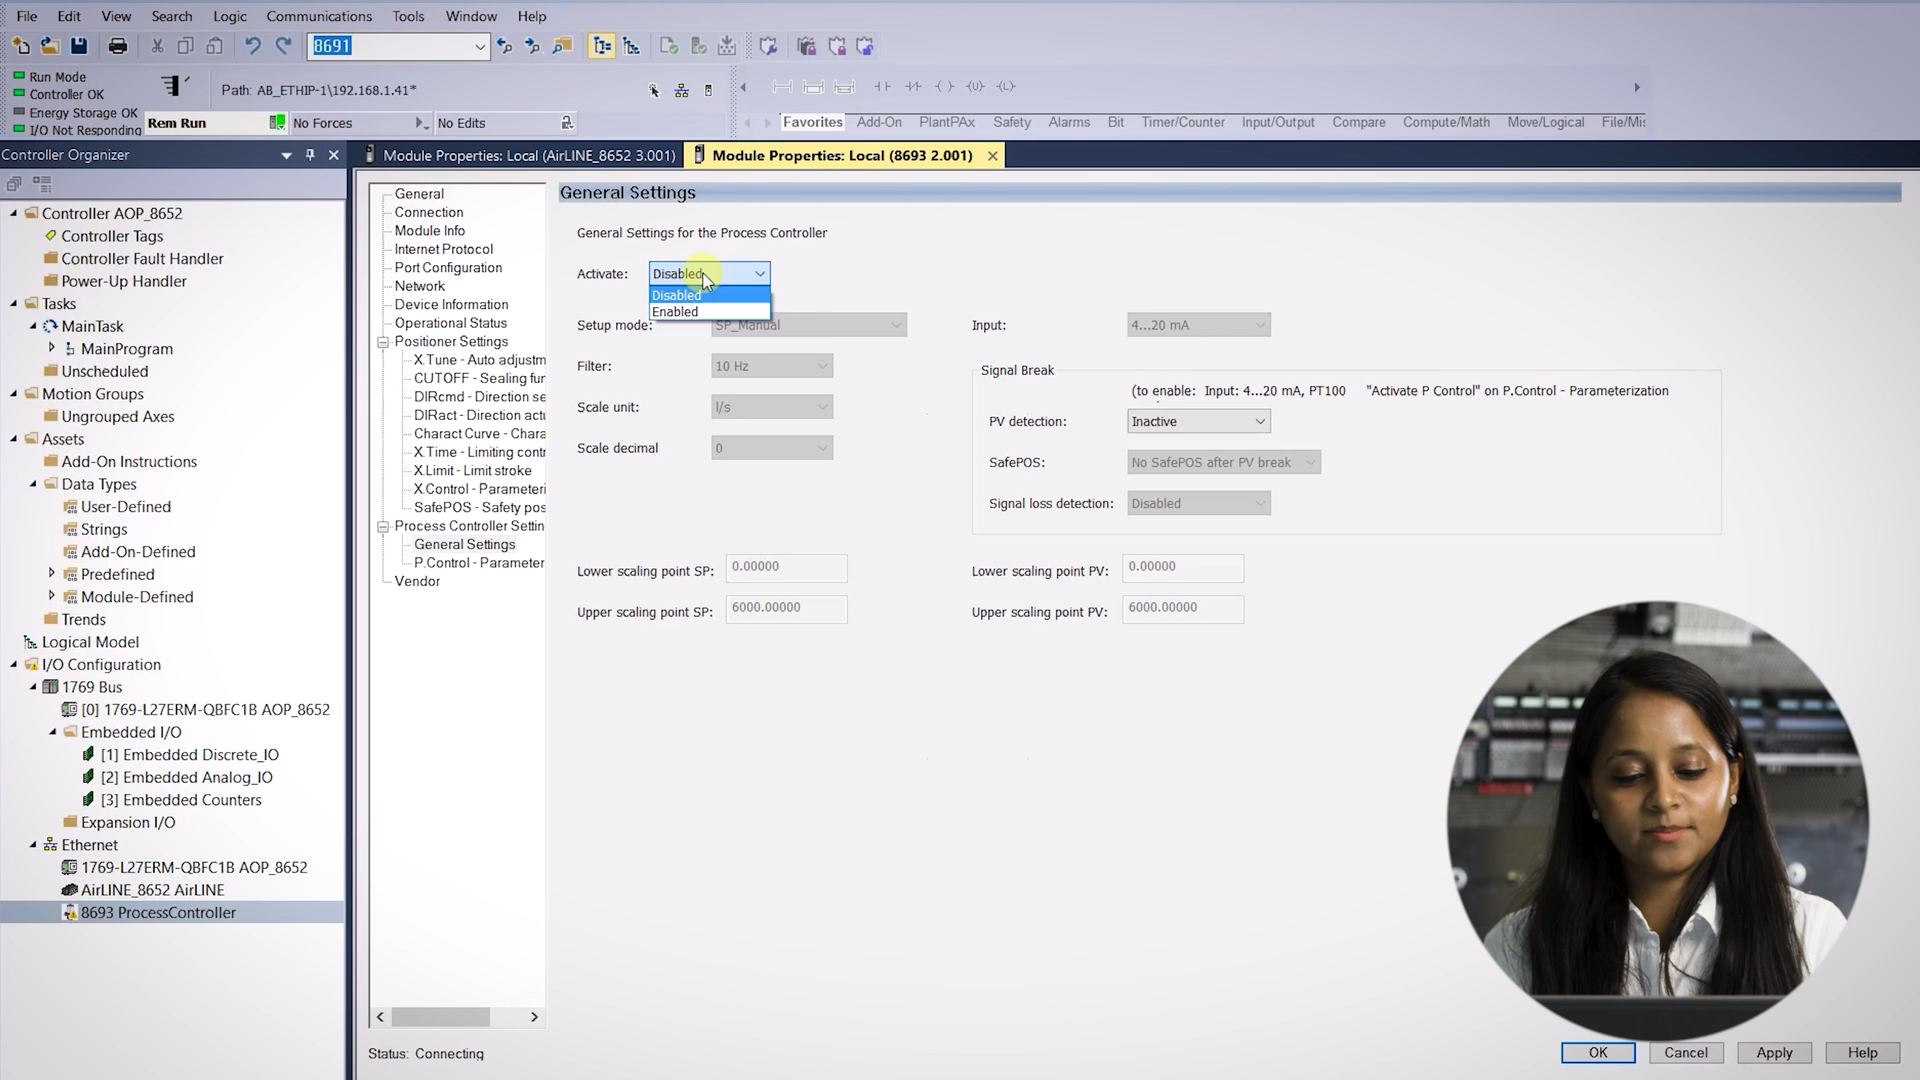 File Edit View Search Logic Communications Tools Window Help
8691
Run Mode
Controller OK
Energy Storage OK
I/O Not Responding
Path: AB_ETHIP-1\192.168.1.41*
Rem Run No Forces No Edits
Favorites Add-On PlantPAx Safety Alarms Bit Timer/Counter Input/Output Compare Compute/Math Move/Logical File/Mis
Controller Organizer
Module Properties: Local (AirLINE_8652 3.001) Module Properties: Local (8693 2.001)
Controller AOP_8652
Controller Tags
Controller Fault Handler
Power-Up Handler
Tasks
MainTask
MainProgram
Unscheduled
Motion Groups
Ungrouped Axes
Assets
Add-On Instructions
Data Types
User-Defined
Strings
Add-On-Defined
Predefined
Module-Defined
Trends
Logical Model
I/O Configuration
1769 Bus
[0] 1769-L27ERM-QBFC1B AOP_8652
Embedded I/O
[1] Embedded Discrete_IO
[2] Embedded Analog_IO
[3] Embedded Counters
Expansion I/O
Ethernet
1769-L27ERM-QBFC1B AOP_8652
AirLINE_8652 AirLINE
8693 ProcessController
General
Connection
Module Info
Internet Protocol
Port Configuration
Network
Device Information
Operational Status
Positioner Settings
X.Tune - Auto adjustm
CUTOFF - Sealing fun
DIRcmd - Direction se
DIRact - Direction actu
Charact Curve - Chara
X.Time - Limiting contr
X.Limit - Limit stroke
X.Control - Parameteri
SafePOS - Safety pos
Process Controller Settin
General Settings
P.Control - Parameter
Vendor
General Settings
General Settings for the Process Controller
Activate: Disabled
Disabled
Enabled
Setup mode: SP_Manual
Filter: 10 Hz
Scale unit: l/s
Scale decimal 0
Lower scaling point SP: 0.00000
Upper scaling point SP: 6000.00000
Input: 4...20 mA
Signal Break
(to enable: Input: 4...20 mA, PT100 "Activate P Control" on P.Control - Parameterization
PV detection: Inactive
SafePOS: No SafePOS after PV break
Signal loss detection: Disabled
Lower scaling point PV: 0.00000
Upper scaling point PV: 6000.00000
Status: Connecting
OK Cancel Apply Help